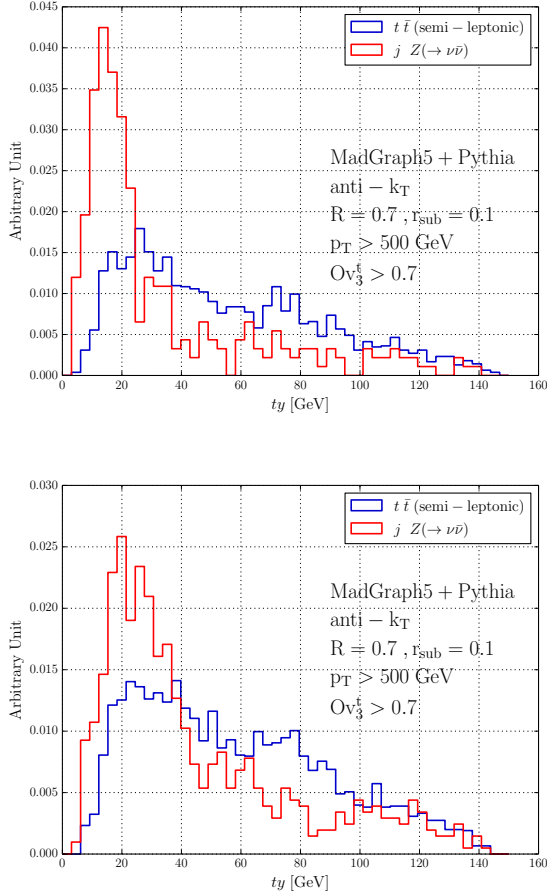 0.045
0.040
0.035
0.030
0.025
0.020
0.015
0.010
0.005
0.000
Arbitrary Unit
t t̄ (semi − leptonic)
j Z(→ νν̄)
MadGraph5 + Pythia
anti − k_T
R = 0.7 , r_sub = 0.1
p_T > 500 GeV
Ov_3^t > 0.7
0 20 40 60 80 100 120 140 160
ty [GeV]
0.030
0.025
0.020
0.015
0.010
0.005
0.000
Arbitrary Unit
t t̄ (semi − leptonic)
j Z(→ νν̄)
MadGraph5 + Pythia
anti − k_T
R = 0.7 , r_sub = 0.1
p_T > 500 GeV
Ov_3^t > 0.7
0 20 40 60 80 100 120 140 160
ty [GeV]